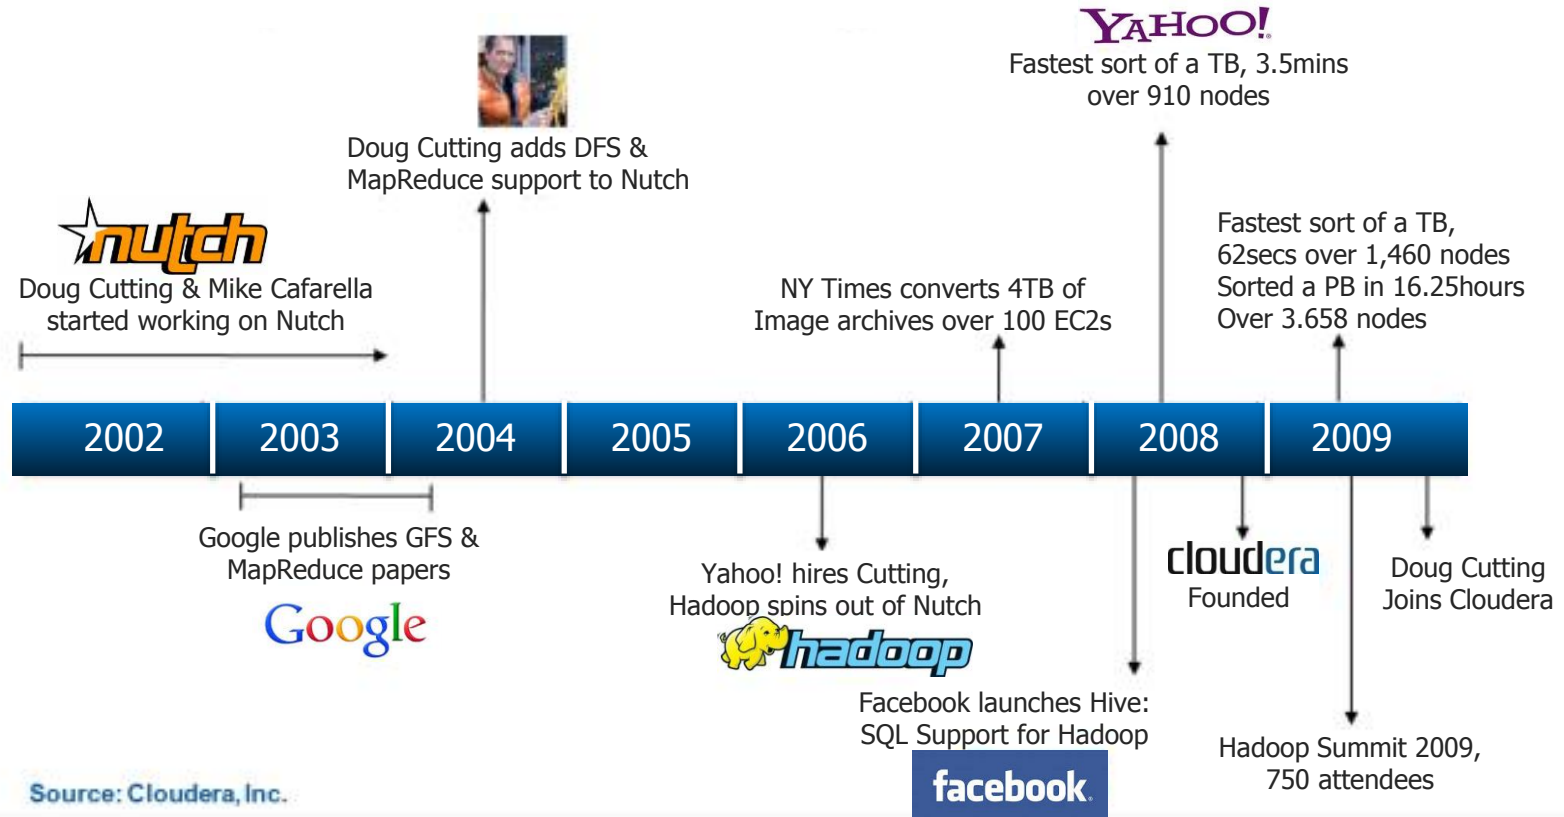 YAHOO!
Fastest sort of a TB, 3.5mins
over 910 nodes
Doug Cutting adds DFS &
MapReduce support to Nutch
nutch
Doug Cutting & Mike Cafarella
started working on Nutch
NY Times converts 4TB of
Image archives over 100 EC2s
Fastest sort of a TB,
62secs over 1,460 nodes
Sorted a PB in 16.25hours
Over 3.658 nodes
2002 2003 2004 2005 2006 2007 2008 2009
Google publishes GFS &
MapReduce papers
Google
Yahoo! hires Cutting,
Hadoop spins out of Nutch
hadoop
Facebook launches Hive:
SQL Support for Hadoop
facebook
cloudera
Founded
Doug Cutting
Joins Cloudera
Hadoop Summit 2009,
750 attendees
Source: Cloudera, Inc.